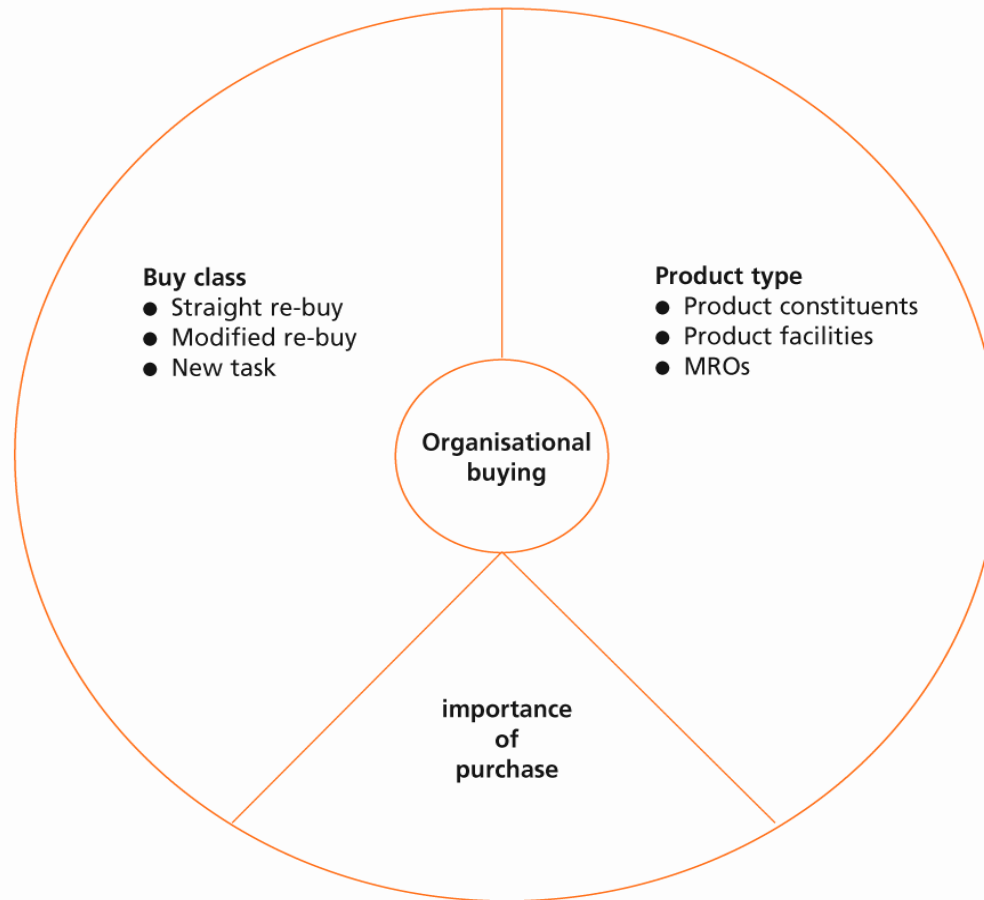 Buy class
● Straight re-buy
● Modified re-buy
● New task
Product type
● Product constituents
● Product facilities
● MROs
Organisational
buying
importance
of
purchase